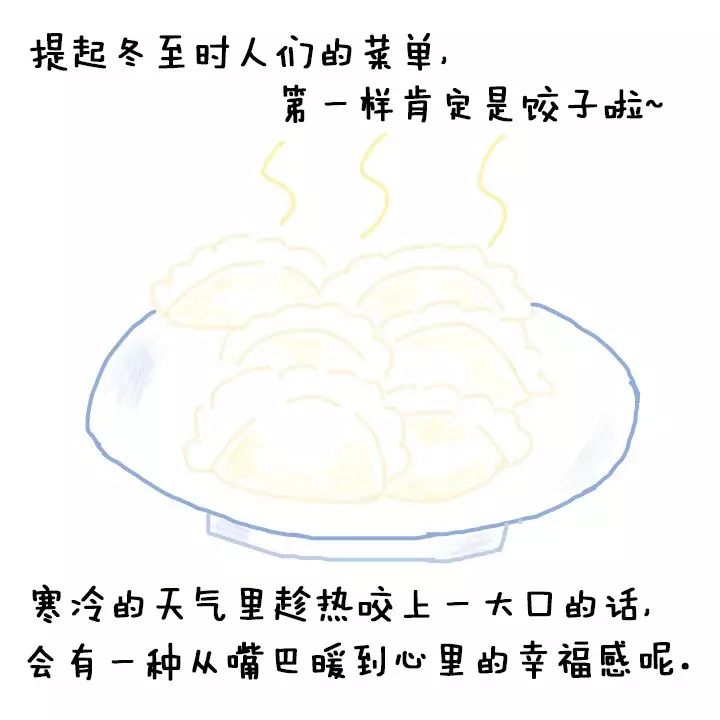 提起冬至时人们的菜单,
第一样肯定是饺子啦~
寒冷的天气里趁热咬上一大口的话,
会有一种从嘴巴暖到心里的幸福感呢.